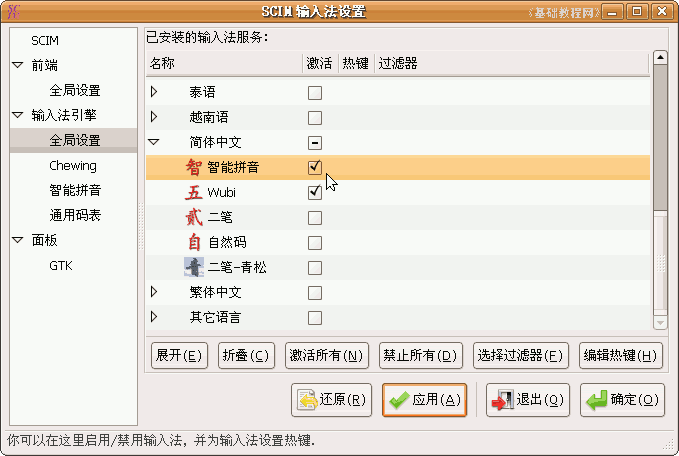 SCIM 输入法设置
《基础教程网》
SCIM
前端
全局设置
输入法引擎
全局设置
Chewing
智能拼音
通用码表
面板
GTK
已安装的输入法服务:
名称 激活 热键 过滤器
泰语
越南语
简体中文
智 智能拼音
五 Wubi
贰 二笔
自 自然码
二笔-青松
繁体中文
其它语言
展开(E) 折叠(C) 激活所有(N) 禁止所有(D) 选择过滤器(F) 编辑热键(H)
还原(R) 应用(A) 退出(Q) 确定(O)
你可以在这里启用/禁用输入法，并为输入法设置热键.